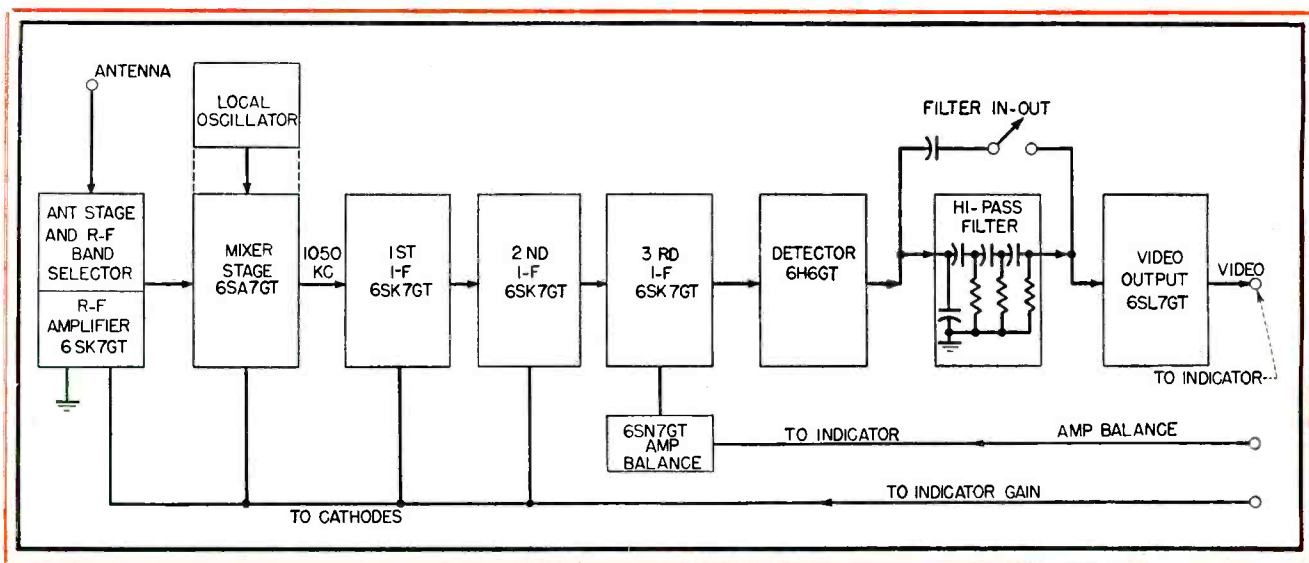 ANTENNA
LOCAL
OSCILLATOR
FILTER IN-OUT
ANT STAGE
AND R-F
BAND
SELECTOR
R-F
AMPLIFIER
6SK7GT
MIXER
STAGE
6SA7GT
1050
KC
1ST
I-F
6SK7GT
2ND
I-F
6SK7GT
3RD
I-F
6SK7GT
DETECTOR
6H6GT
HI-PASS
FILTER
VIDEO
OUTPUT
6SL7GT
VIDEO
TO INDICATOR
6SN7GT
AMP
BALANCE
TO INDICATOR
AMP BALANCE
TO INDICATOR GAIN
TO CATHODES